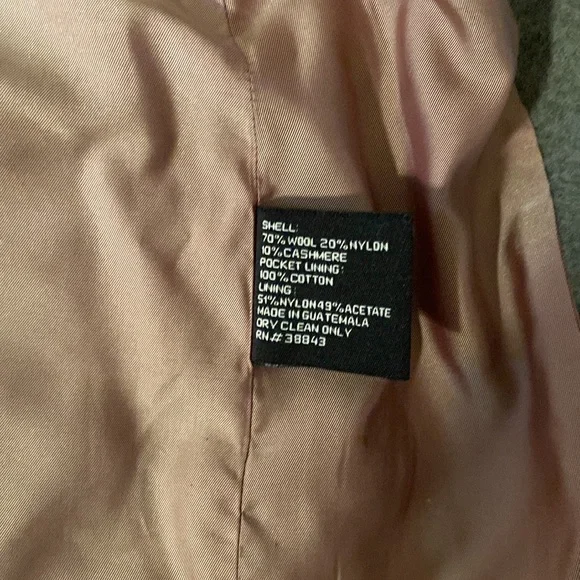 SHELL:
70% WOOL 20% NYLON
10% CASHMERE
POCKET LINING:
100% COTTON
LINING:
51% NYLON 49% ACETATE
MADE IN GUATEMALA
DRY CLEAN ONLY
RN# 38843